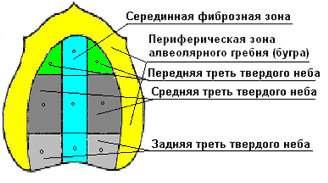 Серединная фиброзная зона
Периферическая зона
алвеолярного гребня (бугра)
Передняя треть твердого неба
Средняя треть твердого неба
Задняя треть твердого неба